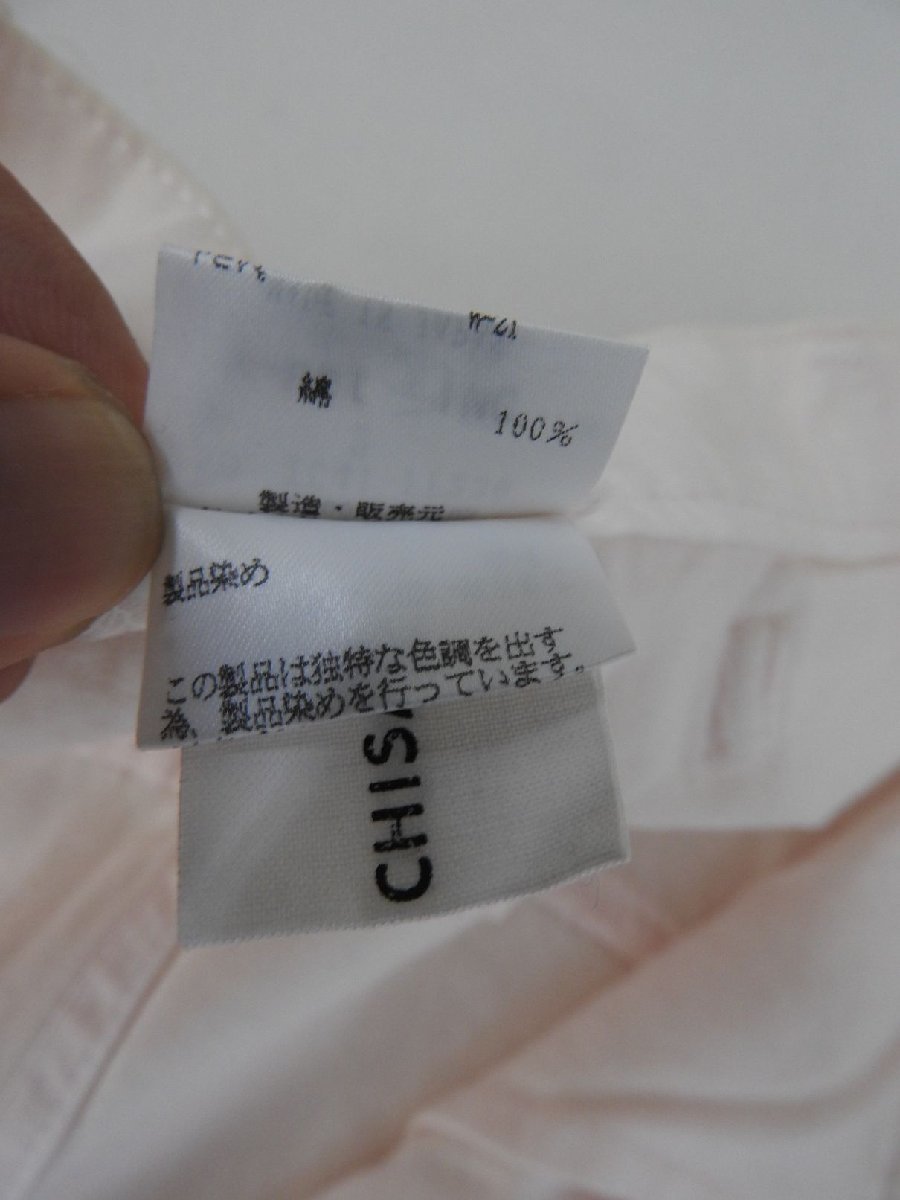 綿 100%
製造・販売元
製品染め
この製品は独特な色調を出す
為、製品染めを行っています。
CHIS